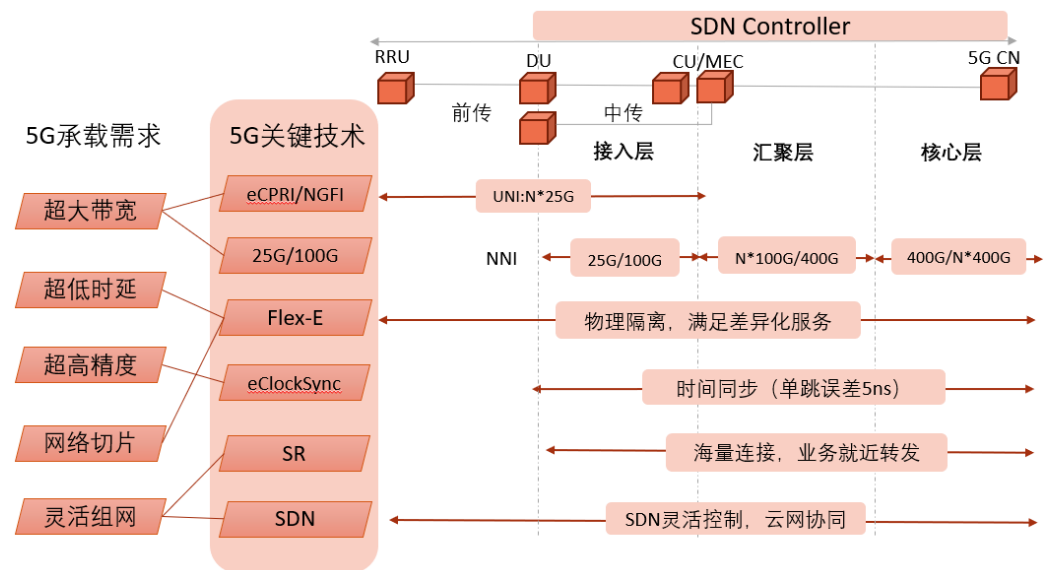 SDN Controller
RRU
DU
CU/MEC
5G CN
前传
中传
接入层
汇聚层
核心层
5G承载需求
5G关键技术
超大带宽
超低时延
超高精度
网络切片
灵活组网
eCPRI/NGFI
25G/100G
Flex-E
eClockSync
SR
SDN
UNI:N*25G
NNI
25G/100G
N*100G/400G
400G/N*400G
物理隔离，满足差异化服务
时间同步（单跳误差5ns）
海量连接，业务就近转发
SDN灵活控制，云网协同